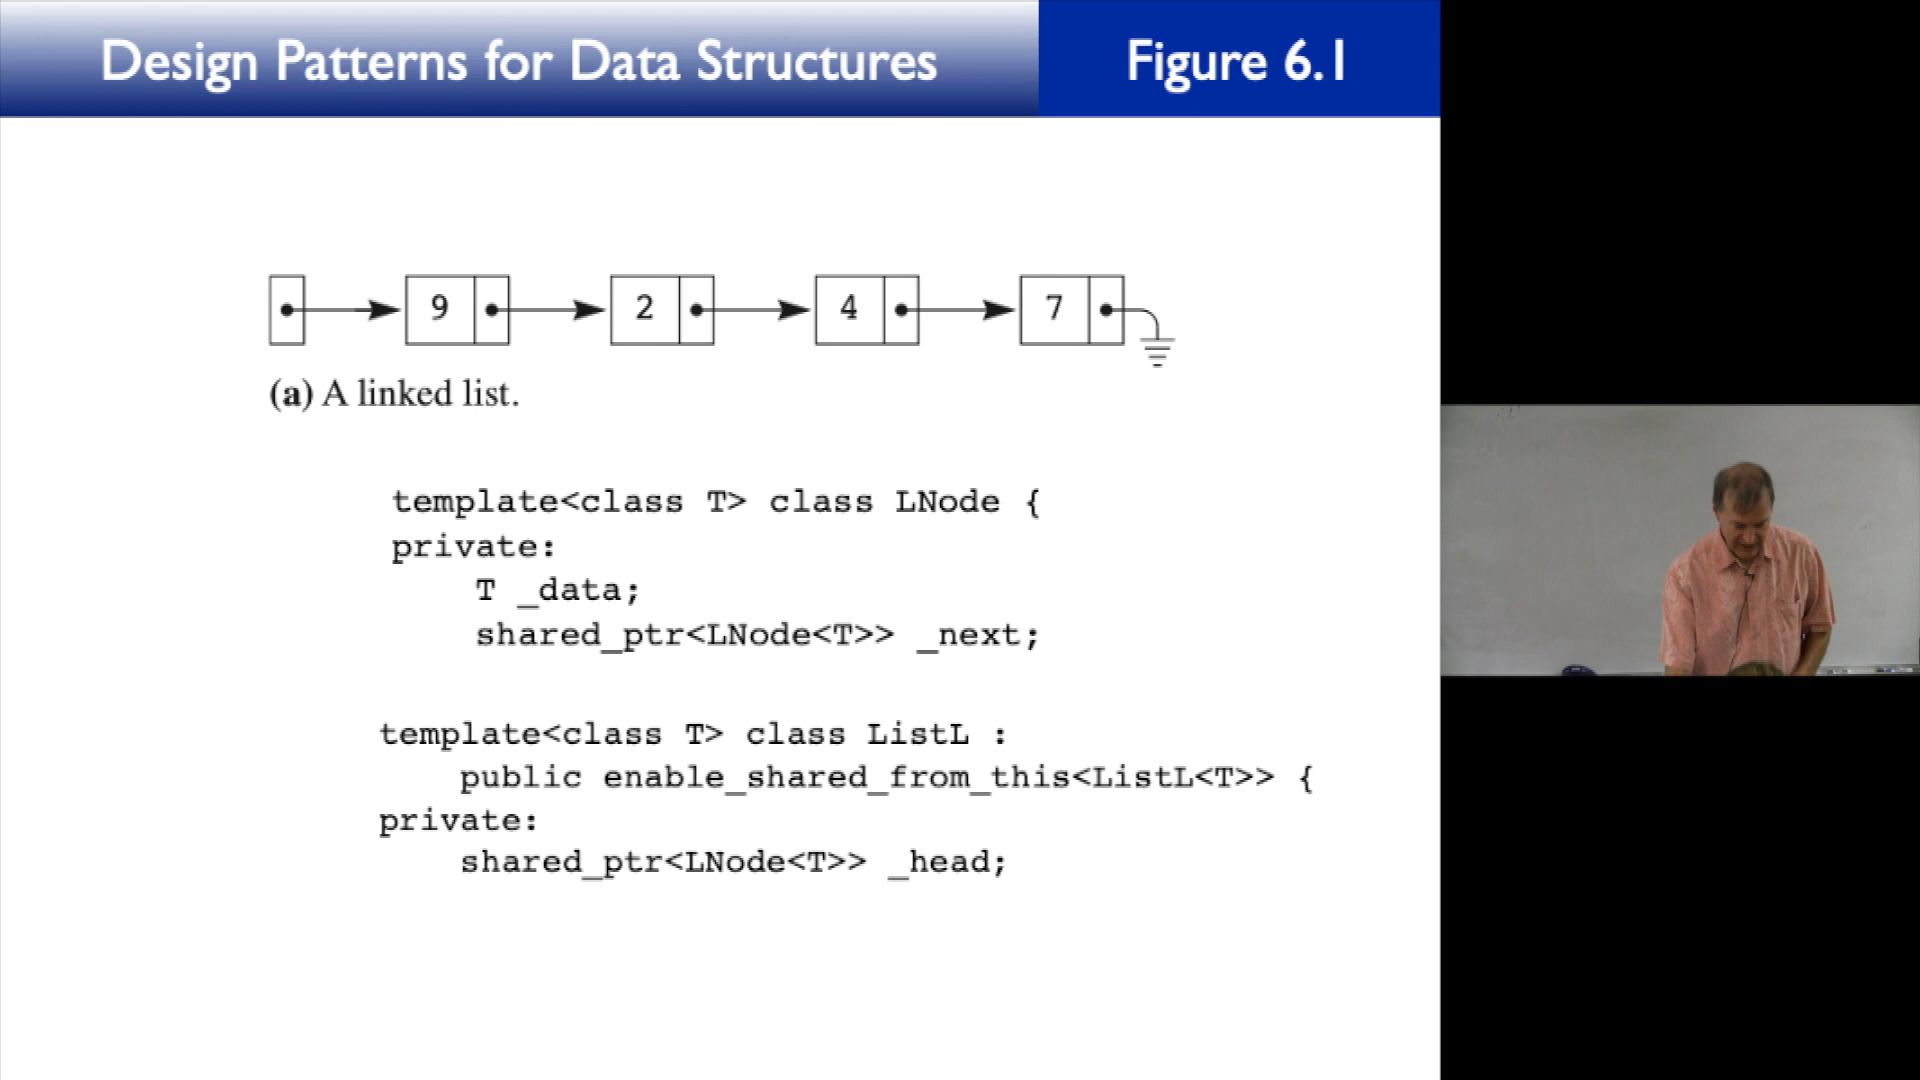 Design Patterns for Data Structures
Figure 6.1
9 2 4 7
(a) A linked list.
template<class T> class LNode {
private:
T _data;
shared_ptr<LNode<T>> _next;
template<class T> class ListL :
public enable_shared_from_this<ListL<T>> {
private:
shared_ptr<LNode<T>> _head;